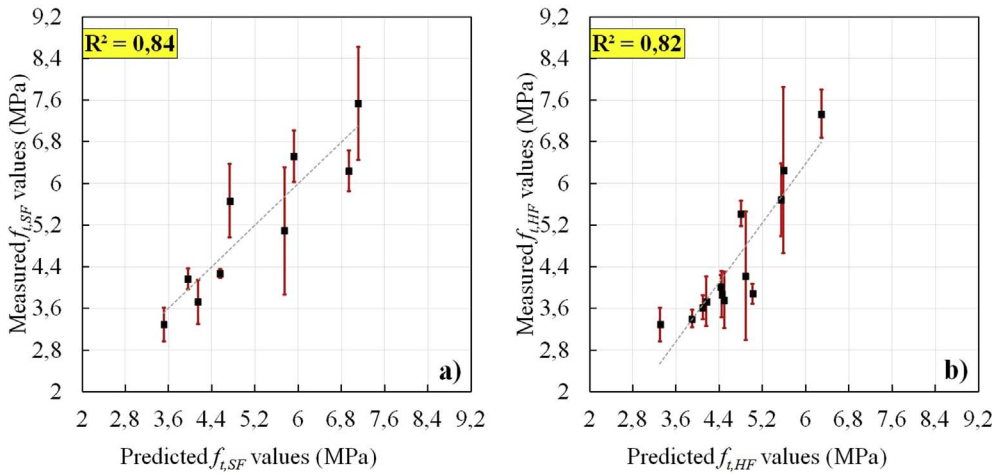 9,2
8,4
7,6
6,8
6
5,2
4,4
3,6
2,8
2
R² = 0,84
Measured ft,SF values (MPa)
a)
2 2,8 3,6 4,4 5,2 6 6,8 7,6 8,4 9,2
Predicted ft,SF values (MPa)
9,2
8,4
7,6
6,8
6
5,2
4,4
3,6
2,8
2
R² = 0,82
Measured ft,HF values (MPa)
b)
2 2,8 3,6 4,4 5,2 6 6,8 7,6 8,4 9,2
Predicted ft,HF values (MPa)